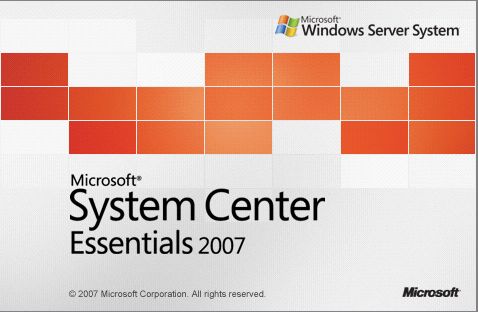 Microsoft®
Windows Server System
Microsoft®
System Center
Essentials 2007
© 2007 Microsoft Corporation. All rights reserved.
Microsoft